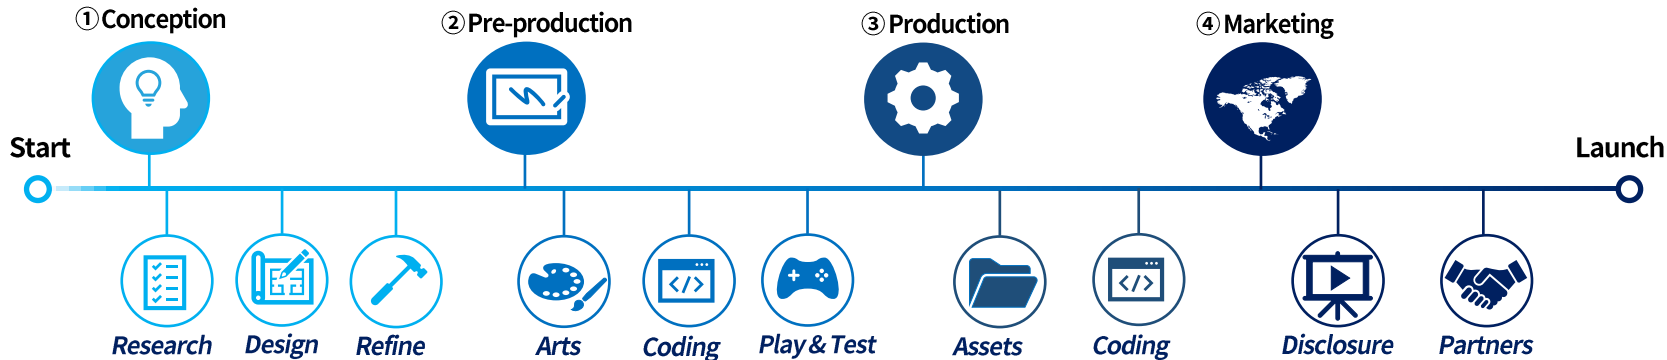 ①Conception
②Pre-production
③Production
④Marketing
Start
Launch
</>
</>
Research
Design
Refine
Arts
Coding
Play & Test
Assets
Coding
Disclosure
Partners